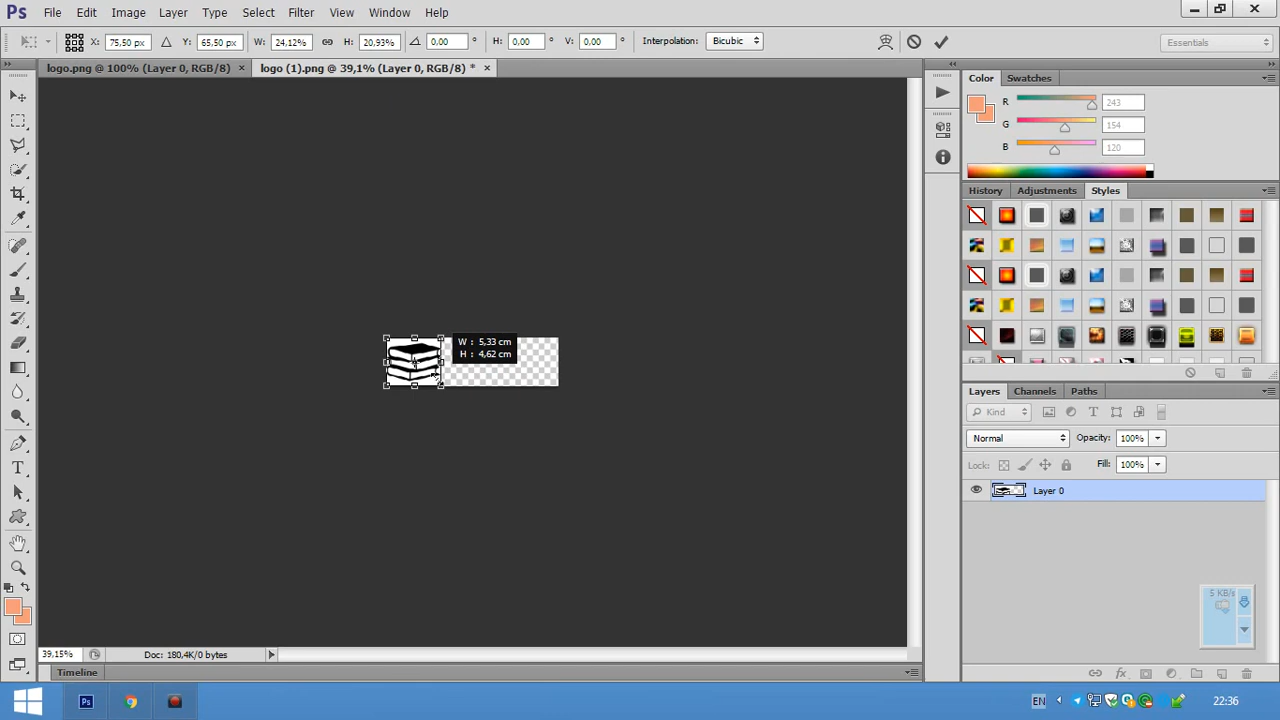 Ps File Edit Image Layer Type Select Filter View Window Help
X: 75,50 px Y: 65,50 px W: 24,12% H: 20,93% 0,00 ° H: 0,00 ° V: 0,00 ° Interpolation: Bicubic Essentials
logo.png @ 100% (Layer 0, RGB/8) × logo (1).png @ 39,1% (Layer 0, RGB/8) * ×
Color Swatches
R 243
G 154
B 120
History Adjustments Styles
W : 5,33 cm
H : 4,62 cm
Layers Channels Paths
Kind
Normal Opacity: 100%
Lock: Fill: 100%
Layer 0
5 KB/s
39,15% Doc: 180,4K/0 bytes
Timeline
Ps EN 22:36